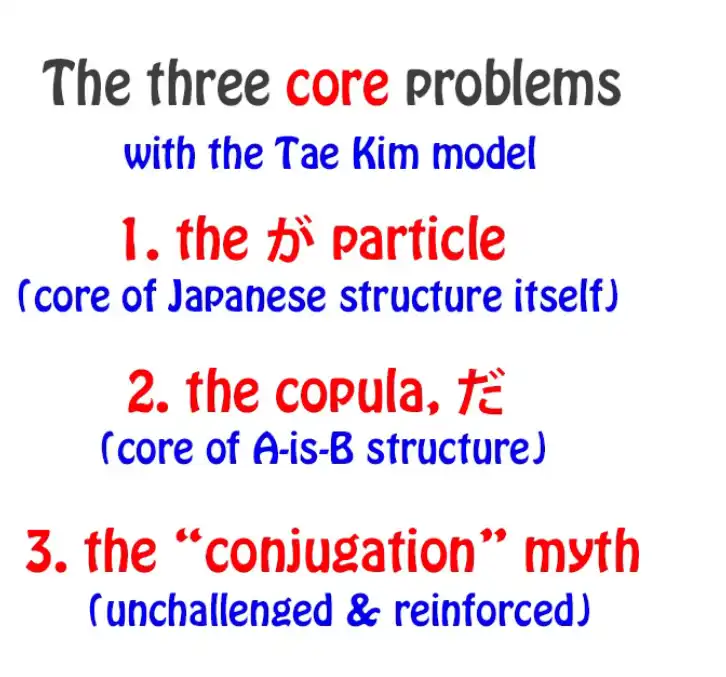 The three core problems
with the Tae Kim model
1. the が particle
(core of Japanese structure itself)
2. the copula, だ
(core of A-is-B structure)
3. the “conjugation” myth
(unchallenged & reinforced)